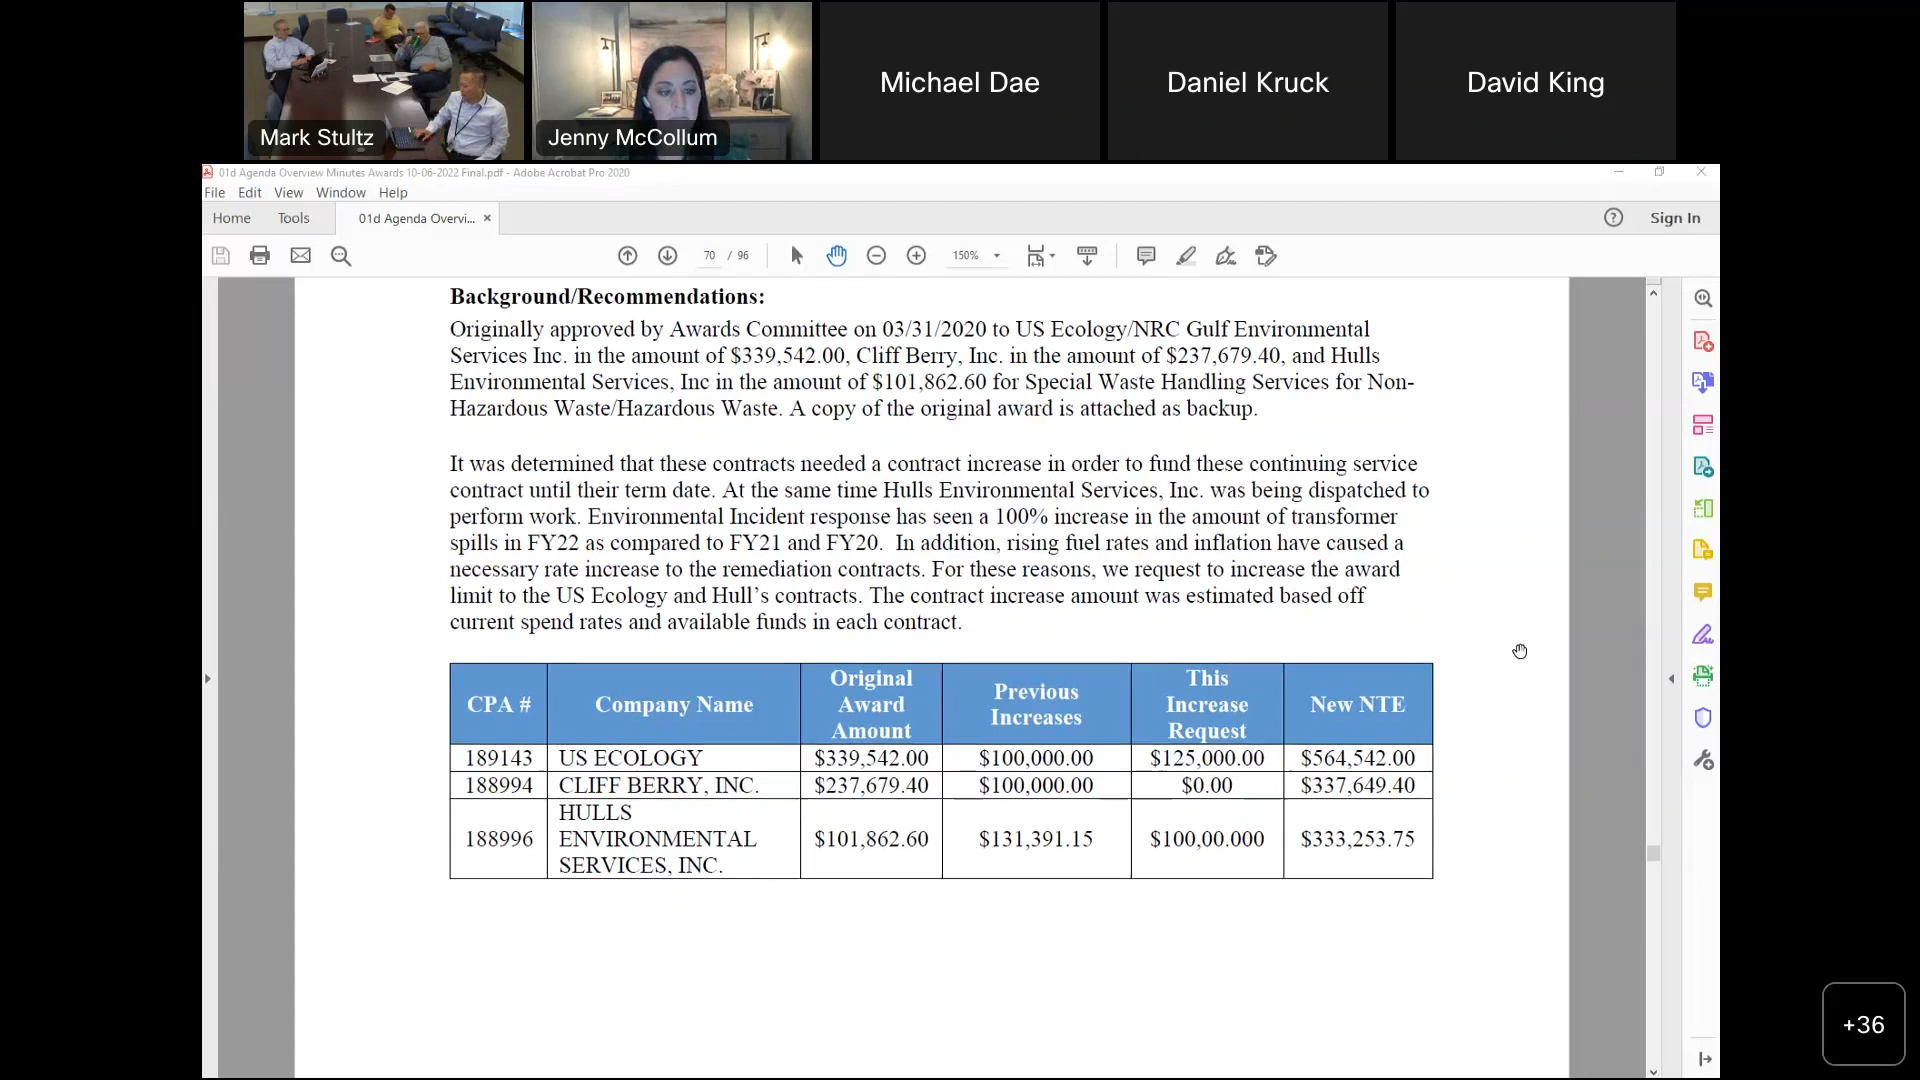 Mark Stultz
Jenny McCollum
Michael Dae
Daniel Kruck
David King
01d Agenda Overview Minutes Awards 10-06-2022 Final.pdf - Adobe Acrobat Pro 2020
File Edit View Window Help
Home Tools 01d Agenda Overvi... × Sign In
70 / 96 150%
Background/Recommendations:
Originally approved by Awards Committee on 03/31/2020 to US Ecology/NRC Gulf Environmental
Services Inc. in the amount of $339,542.00, Cliff Berry, Inc. in the amount of $237,679.40, and Hulls
Environmental Services, Inc in the amount of $101,862.60 for Special Waste Handling Services for Non-
Hazardous Waste/Hazardous Waste. A copy of the original award is attached as backup.
It was determined that these contracts needed a contract increase in order to fund these continuing service
contract until their term date. At the same time Hulls Environmental Services, Inc. was being dispatched to
perform work. Environmental Incident response has seen a 100% increase in the amount of transformer
spills in FY22 as compared to FY21 and FY20. In addition, rising fuel rates and inflation have caused a
necessary rate increase to the remediation contracts. For these reasons, we request to increase the award
limit to the US Ecology and Hull’s contracts. The contract increase amount was estimated based off
current spend rates and available funds in each contract.
CPA # Company Name Original Award Amount Previous Increases This Increase Request New NTE
189143 US ECOLOGY $339,542.00 $100,000.00 $125,000.00 $564,542.00
188994 CLIFF BERRY, INC. $237,679.40 $100,000.00 $0.00 $337,649.40
188996 HULLS ENVIRONMENTAL SERVICES, INC. $101,862.60 $131,391.15 $100,00.000 $333,253.75
+36